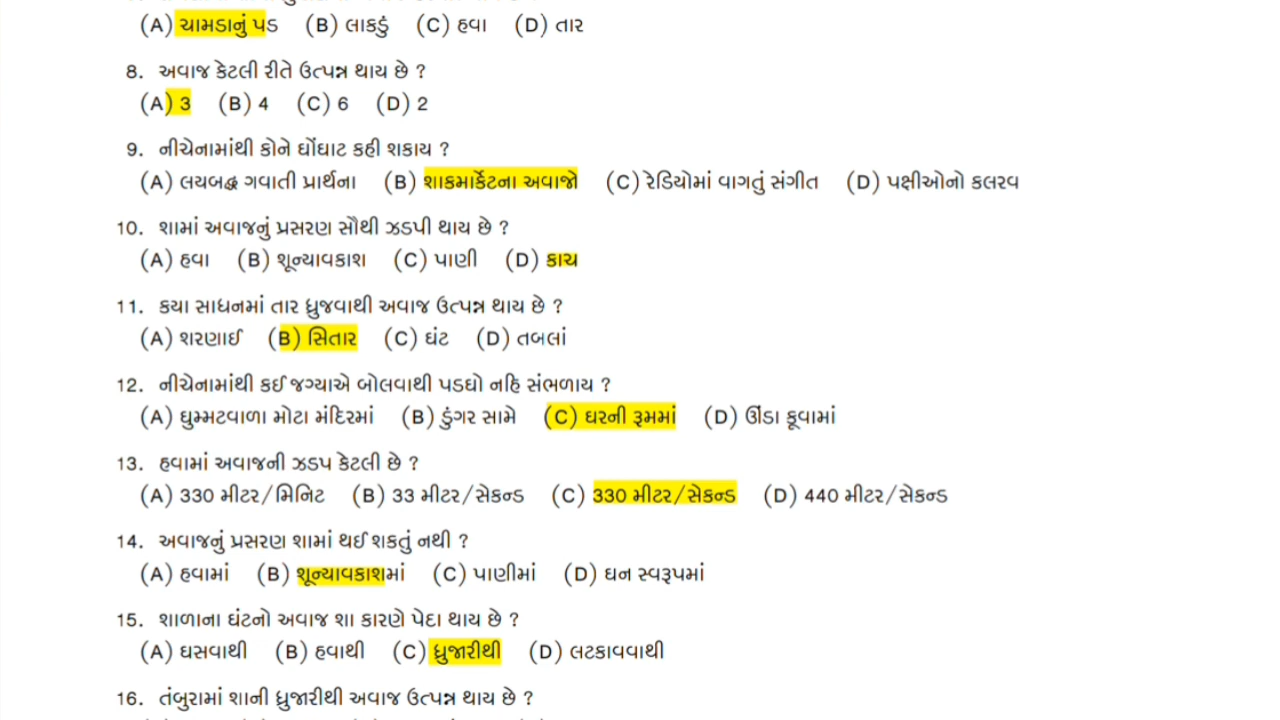 (A) ચામડાનું પડ (B) લાકડું (C) હવા (D) તાર
8. અવાજ કેટલી રીતે ઉત્પન્ન થાય છે ?
(A) 3 (B) 4 (C) 6 (D) 2
9. નીચેનામાંથી કોને ઘોંઘાટ કહી શકાય ?
(A) લયબદ્ધ ગવાતી પ્રાર્થના (B) શાકમાર્કેટના અવાજો (C) રેડિયોમાં વાગતું સંગીત (D) પક્ષીઓનો કલરવ
10. શામાં અવાજનું પ્રસરણ સૌથી ઝડપી થાય છે ?
(A) હવા (B) શૂન્યાવકાશ (C) પાણી (D) કાચ
11. કયા સાધનમાં તાર ધ્રુજવાથી અવાજ ઉત્પન્ન થાય છે ?
(A) શરણાઈ (B) સિતાર (C) ઘંટ (D) તબલાં
12. નીચેનામાંથી કઈ જગ્યાએ બોલવાથી પડઘો નહિ સંભળાય ?
(A) ઘુમ્મટવાળા મોટા મંદિરમાં (B) ડુંગર સામે (C) ઘરની રૂમમાં (D) ઊંડા કૂવામાં
13. હવામાં અવાજની ઝડપ કેટલી છે ?
(A) 330 મીટર/મિનિટ (B) 33 મીટર/સેકન્ડ (C) 330 મીટર/સેકન્ડ (D) 440 મીટર/સેકન્ડ
14. અવાજનું પ્રસરણ શામાં થઈ શકતું નથી ?
(A) હવામાં (B) શૂન્યાવકાશમાં (C) પાણીમાં (D) ઘન સ્વરૂપમાં
15. શાળાના ઘંટનો અવાજ શા કારણે પેદા થાય છે ?
(A) ઘસવાથી (B) હવાથી (C) ધ્રુજારીથી (D) લટકાવવાથી
16. તંબુરામાં શાની ધ્રુજારીથી અવાજ ઉત્પન્ન થાય છે ?